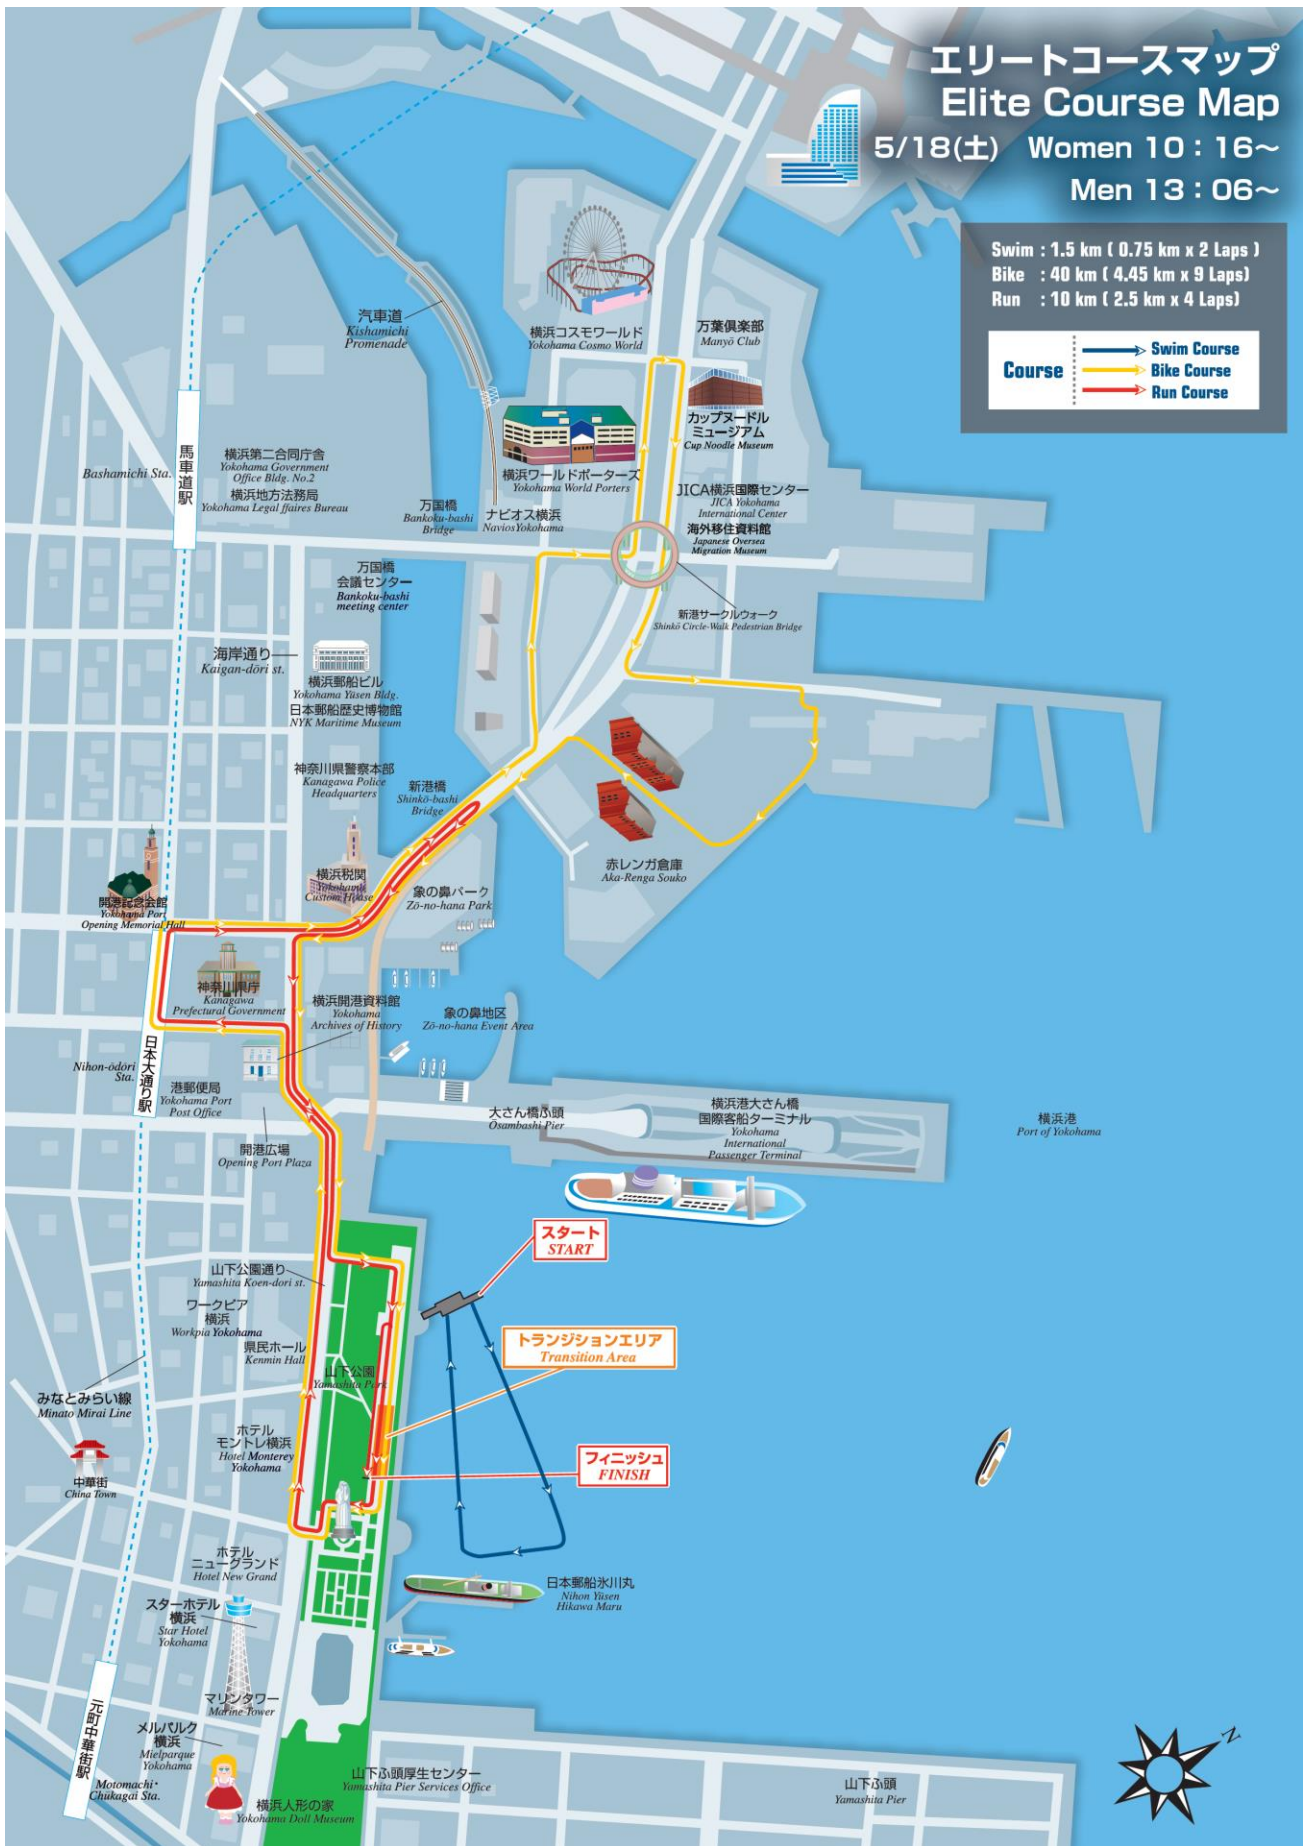 エリートコースマップ
Elite Course Map
5/18(土) Women 10：16～
Men 13：06～
Swim : 1.5 km ( 0.75 km x 2 Laps )
Bike : 40 km ( 4.45 km x 9 Laps)
Run : 10 km ( 2.5 km x 4 Laps)
Course
Swim Course
Bike Course
Run Course
汽車道
Kishamichi
Promenade
横浜コスモワールド
Yokohama Cosmo World
万葉倶楽部
Manyō Club
カップヌードル
ミュージアム
Cup Noodle Museum
横浜ワールドポーターズ
Yokohama World Porters
JICA横浜国際センター
JICA Yokohama
International Center
海外移住資料館
Japanese Oversea
Migration Museum
馬車道駅
Bashamichi Sta.
横浜第二合同庁舎
Yokohama Government
Office Bldg. No.2
横浜地方法務局
Yokohama Legal ffaires Bureau
万国橋
Bankoku-bashi
Bridge
ナビオス横浜
NaviosYokohama
万国橋
会議センター
Bankoku-bashi
meeting center
新港サークルウォーク
Shinkō Circle-Walk Pedestrian Bridge
海岸通り
Kaigan-dōri st.
横浜郵船ビル
Yokohama Yūsen Bldg.
日本郵船歴史博物館
NYK Maritime Museum
神奈川県警察本部
Kanagawa Police
Headquarters
新港橋
Shinkō-bashi
Bridge
赤レンガ倉庫
Aka-Renga Souko
横浜税関
Yokohama
Custom House
象の鼻パーク
Zō-no-hana Park
開港記念会館
Yokohama Port
Opening Memorial Hall
神奈川県庁
Kanagawa
Prefectural Government
横浜開港資料館
Yokohama
Archives of History
象の鼻地区
Zō-no-hana Event Area
日本大通り駅
Nihon-ōdōri
Sta.
港郵便局
Yokohama Port
Post Office
開港広場
Opening Port Plaza
大さん橋ふ頭
Osambashi Pier
横浜港大さん橋
国際客船ターミナル
Yokohama
International
Passenger Terminal
横浜港
Port of Yokohama
スタート
START
山下公園通り
Yamashita Koen-dori st.
ワークピア
横浜
Workpia Yokohama
県民ホール
Kenmin Hall
トランジションエリア
Transition Area
山下公園
Yamashita Park
みなとみらい線
Minato Mirai Line
ホテル
モントレ横浜
Hotel Monterey
Yokohama
フィニッシュ
FINISH
中華街
China Town
ホテル
ニューグランド
Hotel New Grand
日本郵船氷川丸
Nihon Yūsen
Hikawa Maru
スターホテル
横浜
Star Hotel
Yokohama
マリンタワー
Marine Tower
元町中華街駅
Motomachi・
Chūkagai Sta.
メルパルク
横浜
Mielparque
Yokohama
横浜人形の家
Yokohama Doll Museum
山下ふ頭厚生センター
Yamashita Pier Services Office
山下ふ頭
Yamashita Pier
N